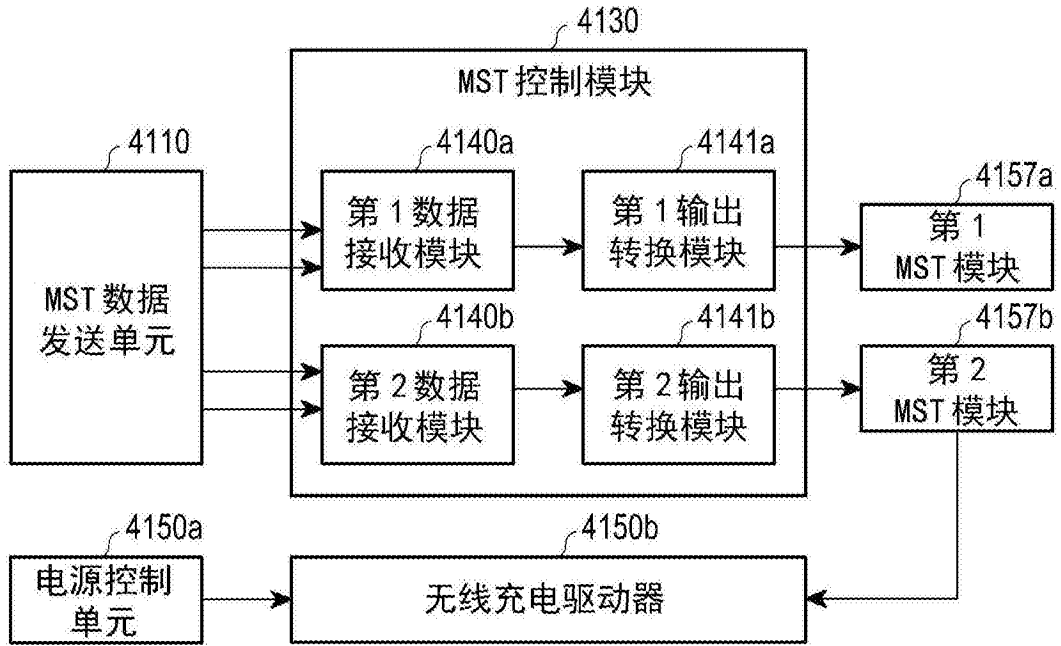 4130
MST 控制模块
4110
MST 数据
发送单元
4140a
第 1 数据
接收模块
4141a
第 1 输出
转换模块
4157a
第 1
MST 模块
4140b
第 2 数据
接收模块
4141b
第 2 输出
转换模块
4157b
第 2
MST 模块
4150a
电源控制
单元
4150b
无线充电驱动器